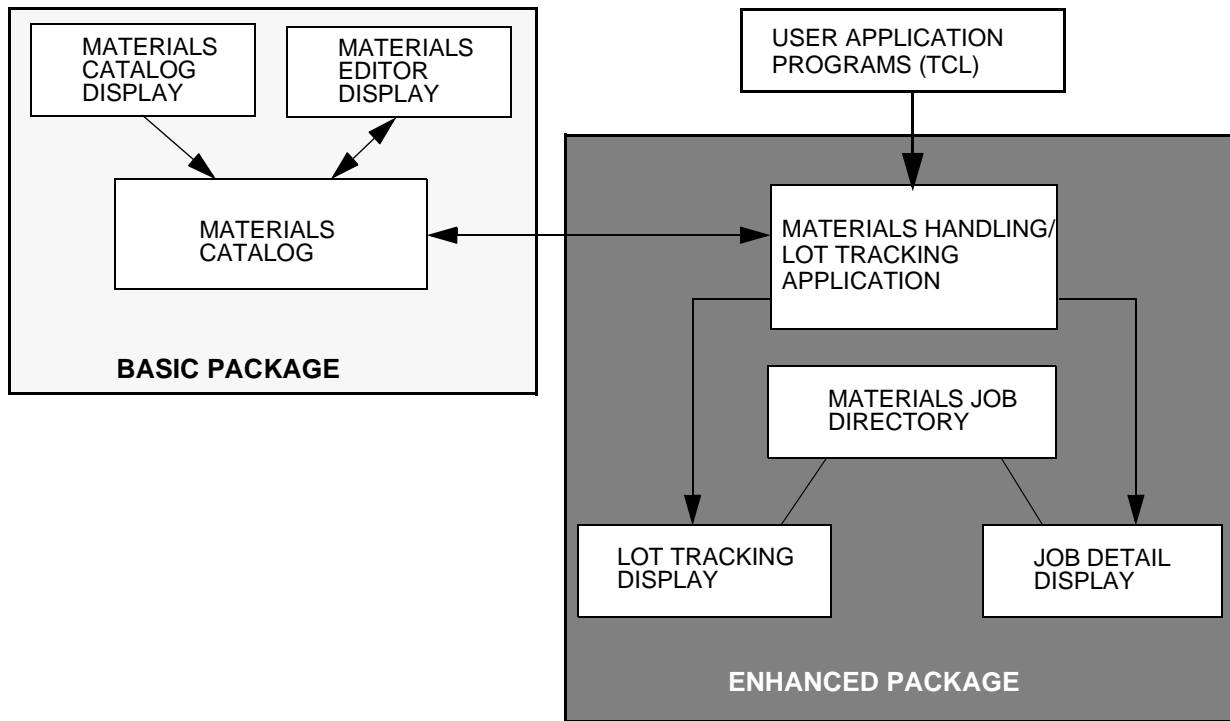 MATERIALS
CATALOG
DISPLAY
MATERIALS
EDITOR
DISPLAY
USER APPLICATION
PROGRAMS (TCL)
MATERIALS
CATALOG
MATERIALS HANDLING/
LOT TRACKING
APPLICATION
BASIC PACKAGE
MATERIALS JOB
DIRECTORY
LOT TRACKING
DISPLAY
JOB DETAIL
DISPLAY
ENHANCED PACKAGE